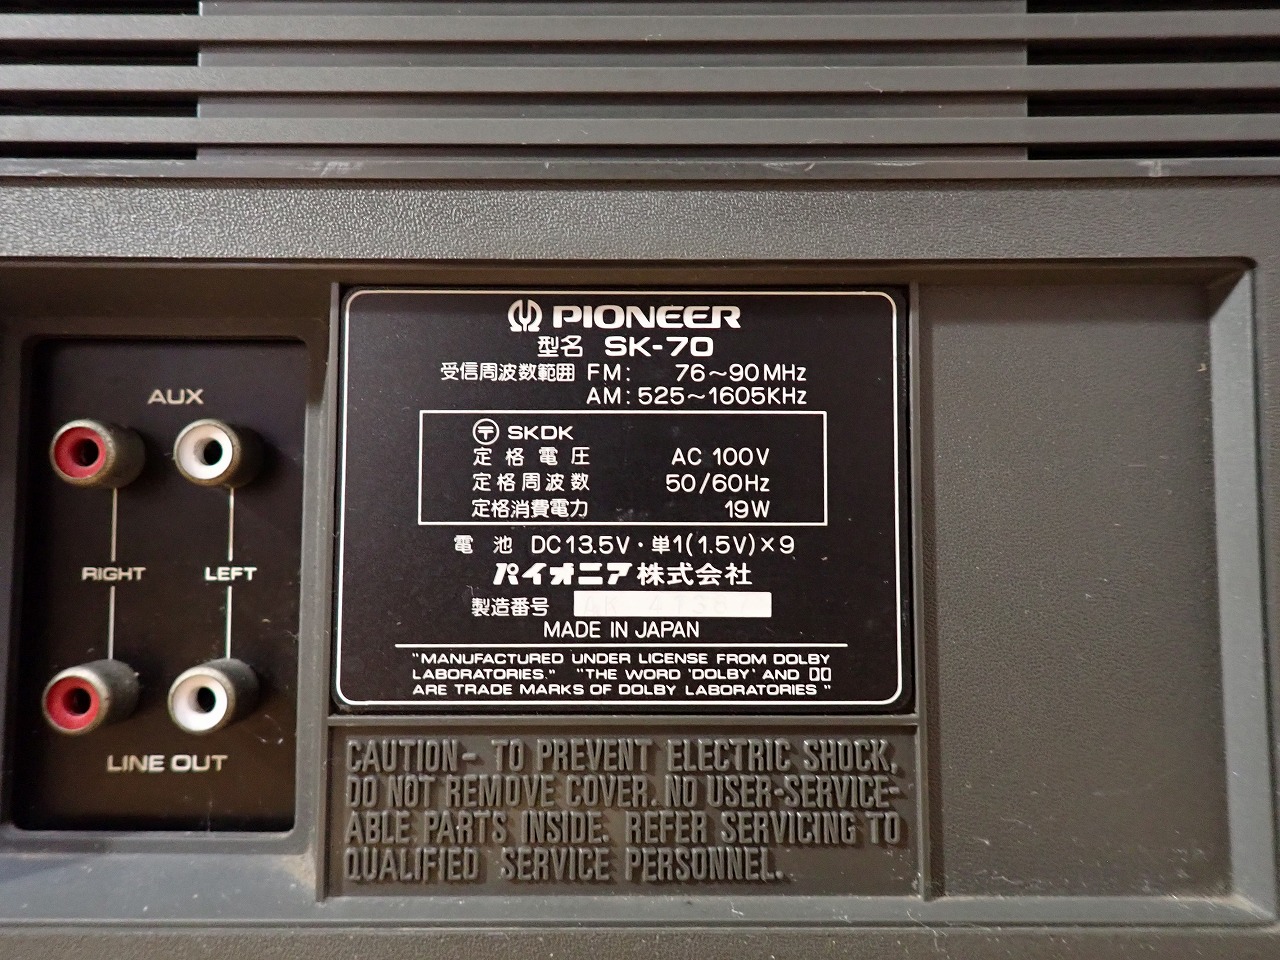 AUX
RIGHT LEFT
LINE OUT
PIONEER
型名 SK-70
受信周波数範囲 FM: 76~90MHz
AM: 525~1605KHz
〒 SKDK
定格電圧 AC 100V
定格周波数 50/60Hz
定格消費電力 19W
電池 DC13.5V・単1(1.5V)×9
パイオニア株式会社
製造番号
MADE IN JAPAN
"MANUFACTURED UNDER LICENSE FROM DOLBY
LABORATORIES." "THE WORD 'DOLBY' AND
ARE TRADE MARKS OF DOLBY LABORATORIES"
CAUTION- TO PREVENT ELECTRIC SHOCK,
DO NOT REMOVE COVER. NO USER-SERVICE-
ABLE PARTS INSIDE. REFER SERVICING TO
QUALIFIED SERVICE PERSONNEL.